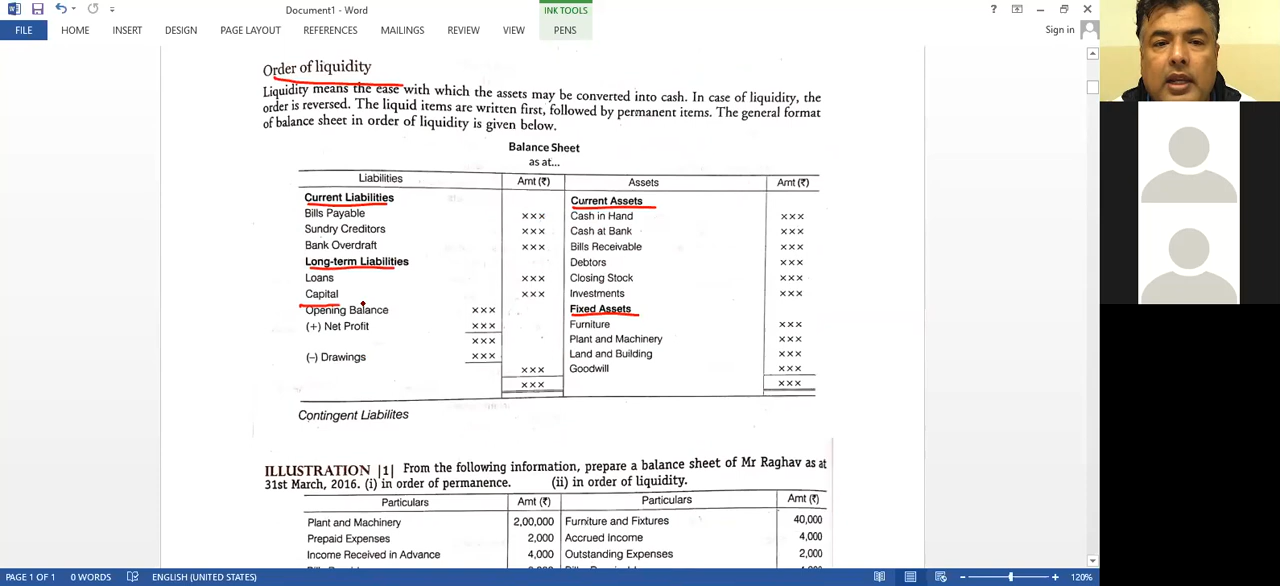 Document1 - Word
INK TOOLS
?
FILE
HOME
INSERT
DESIGN
PAGE LAYOUT
REFERENCES
MAILINGS
REVIEW
VIEW
PENS
Sign in
Order of liquidity
Liquidity means the ease with which the assets may be converted into cash. In case of liquidity, the
order is reversed. The liquid items are written first, followed by permanent items. The general format
of balance sheet in order of liquidity is given below.
Balance Sheet
as at...
Liabilities Amt (₹) Assets Amt (₹)
Current Liabilities Current Assets
Bills Payable ××× Cash in Hand ×××
Sundry Creditors ××× Cash at Bank ×××
Bank Overdraft ××× Bills Receivable ×××
Long-term Liabilities Debtors ×××
Loans ××× Closing Stock ×××
Capital ××× Investments ×××
Opening Balance ××× Fixed Assets
(+) Net Profit ××× Furniture ×××
××× Plant and Machinery ×××
(–) Drawings ××× Land and Building ×××
××× Goodwill ×××
××× ×××
Contingent Liabilites
ILLUSTRATION |1| From the following information, prepare a balance sheet of Mr Raghav as at
31st March, 2016. (i) in order of permanence. (ii) in order of liquidity.
Particulars Amt (₹) Particulars Amt (₹)
Plant and Machinery 2,00,000 Furniture and Fixtures 40,000
Prepaid Expenses 2,000 Accrued Income 4,000
Income Received in Advance 4,000 Outstanding Expenses 2,000
PAGE 1 OF 1
0 WORDS
ENGLISH (UNITED STATES)
120%